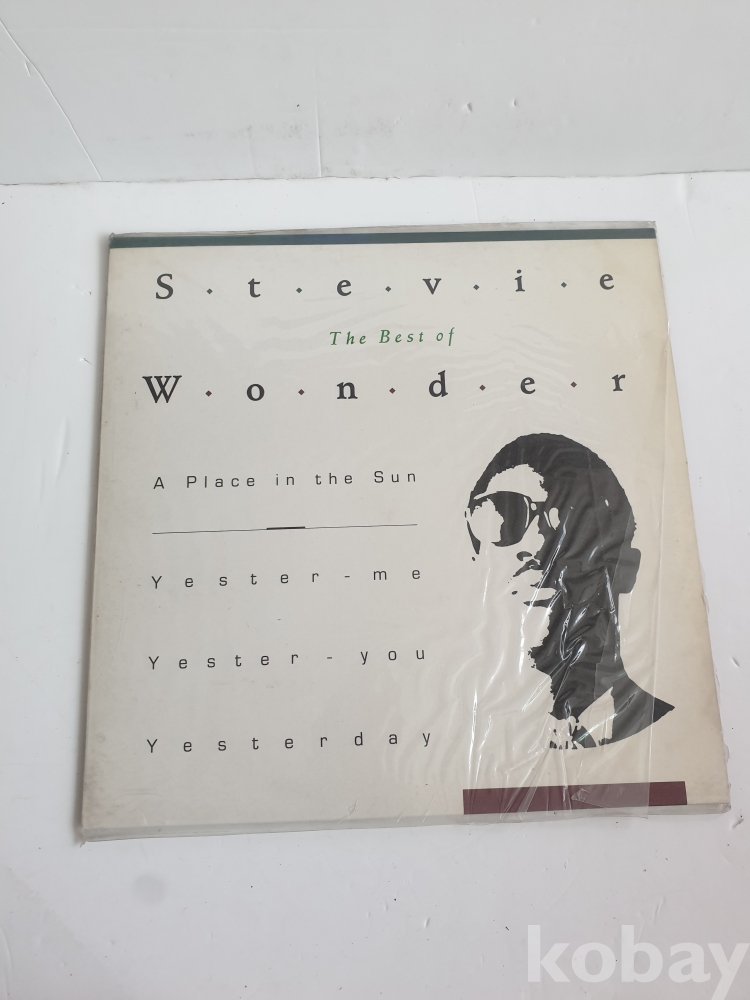 S·t·e·v·i·e
The Best of
W·o·n·d·e·r
A Place in the Sun
Yester-me
Yester-you
Yesterday
kobay